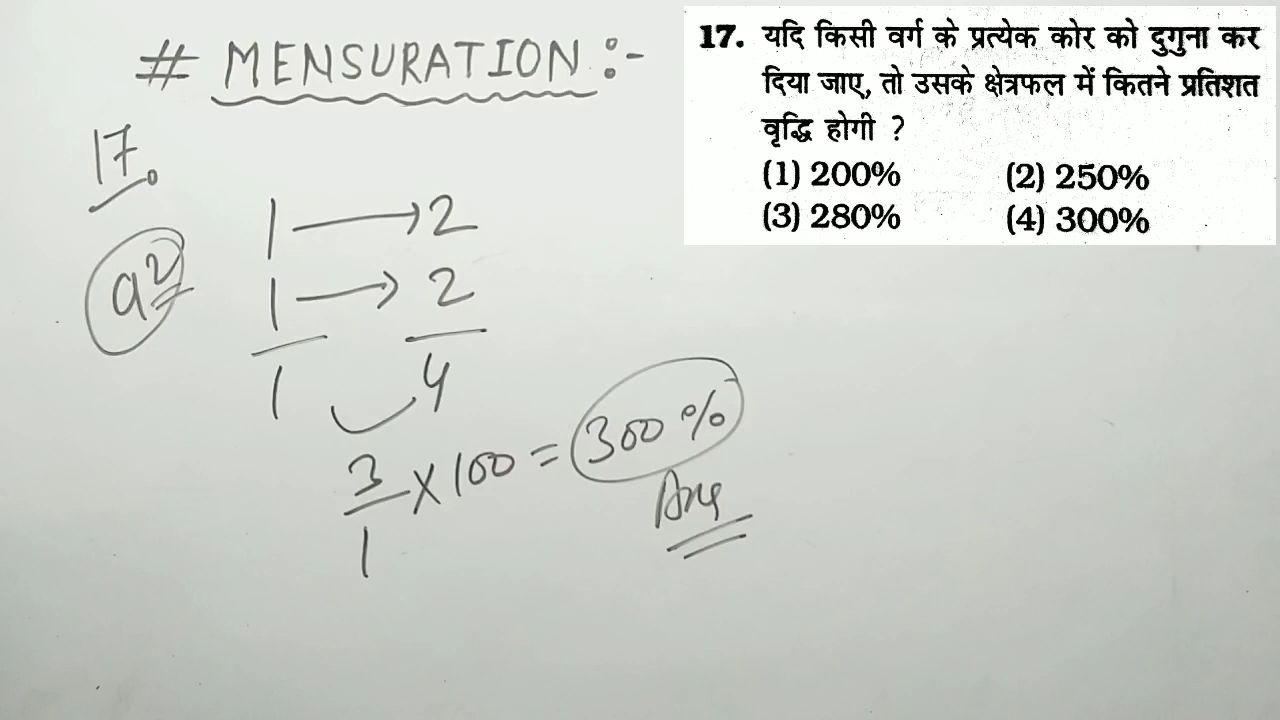 # MENSURATION :-
17. यदि किसी वर्ग के प्रत्येक कोर को दुगुना कर
दिया जाए, तो उसके क्षेत्रफल में कितने प्रतिशत
वृद्धि होगी ?
(1) 200% (2) 250%
(3) 280% (4) 300%
17.
a²
1 → 2
1 → 2
1 4
3/1 × 100 = 300%
Ans